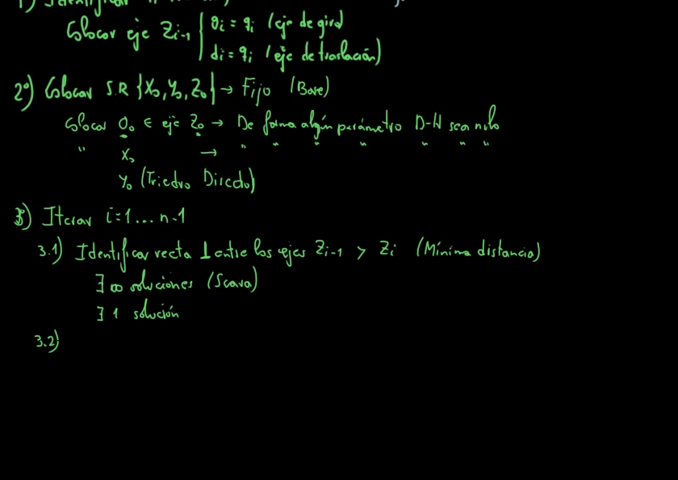 Colocar eje Zi-1 { θi = qi (eje de giro)
di = qi (eje de traslación)
2º) Colocar S.R {X0, Y0, Z0} → Fijo (Base)
Colocar O0 ∈ eje Z0 → De forma algún parámetro D-H sea nulo
" X0 → " " " " " " "
Y0 (Triedro Directo)
3) Iterar i=1...n-1
3.1) Identificar recta ⊥ entre los ejes Zi-1 y Zi (Mínima distancia)
∃ ∞ soluciones (Scara)
∃ 1 solución
3.2)